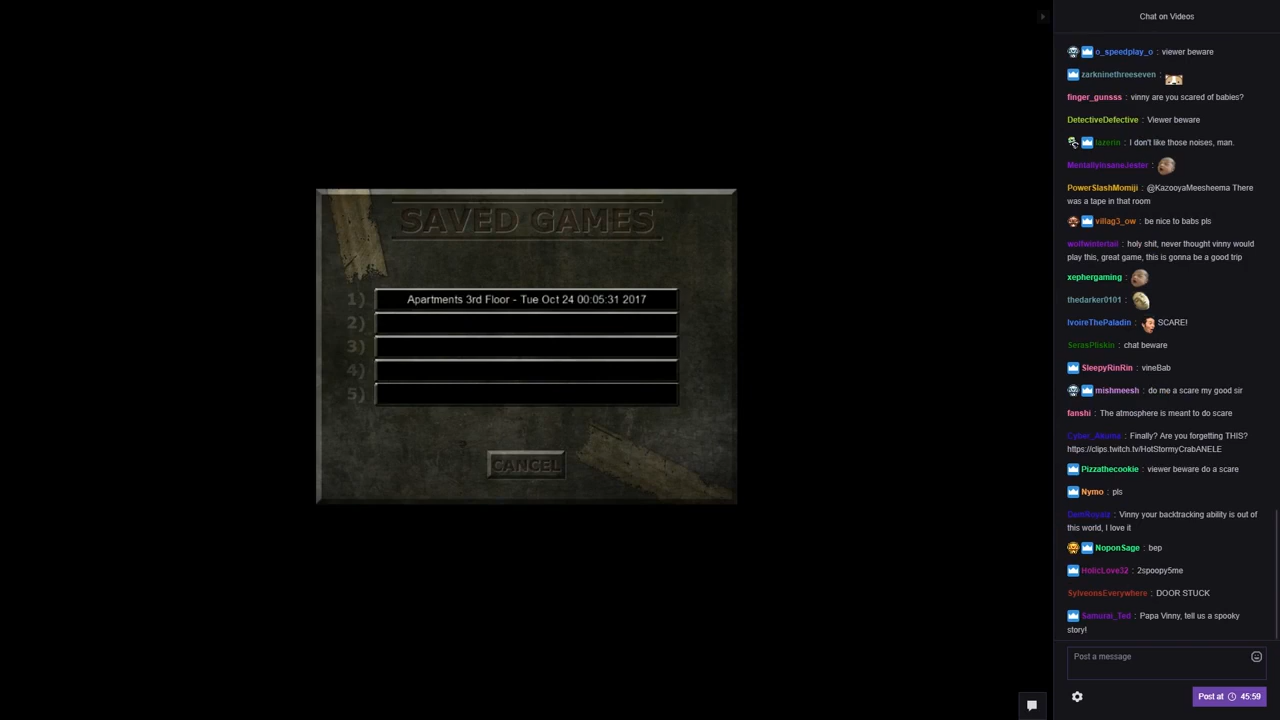 Chat on Videos
o_speedplay_o : viewer beware
zarkninethreeseven :
finger_gunsss : vinny are you scared of babies?
DetectiveDefective : Viewer beware
lazerin : I don't like those noises, man.
MentallyInsaneJester :
PowerSlashMomiji : @KazooyaMeesheema There
was a tape in that room
villag3_ow : be nice to babs pls
wolfwintertail : holy shit, never thought vinny would
play this, great game, this is gonna be a good trip
xephergaming :
thedarker0101 :
IvoireThePaladin : SCARE!
SerasPliskin : chat beware
SleepyRinRin : vineBab
mishmeesh : do me a scare my good sir
fanshi : The atmosphere is meant to do scare
Cyber_Akuma : Finally? Are you forgetting THIS?
https://clips.twitch.tv/HotStormyCrabANELE
Pizzathecookie : viewer beware do a scare
Nymo : pls
: Vinny your backtracking ability is out of
this world, I love it
NoponSage : bep
HolicLove32 : 2spoopy5me
SylveonsEverywhere : DOOR STUCK
Samurai_Ted : Papa Vinny, tell us a spooky
story!
Post a message
Post at 45:59
SAVED GAMES
1) Apartments 3rd Floor - Tue Oct 24 00:05:31 2017
2)
3)
4)
5)
CANCEL